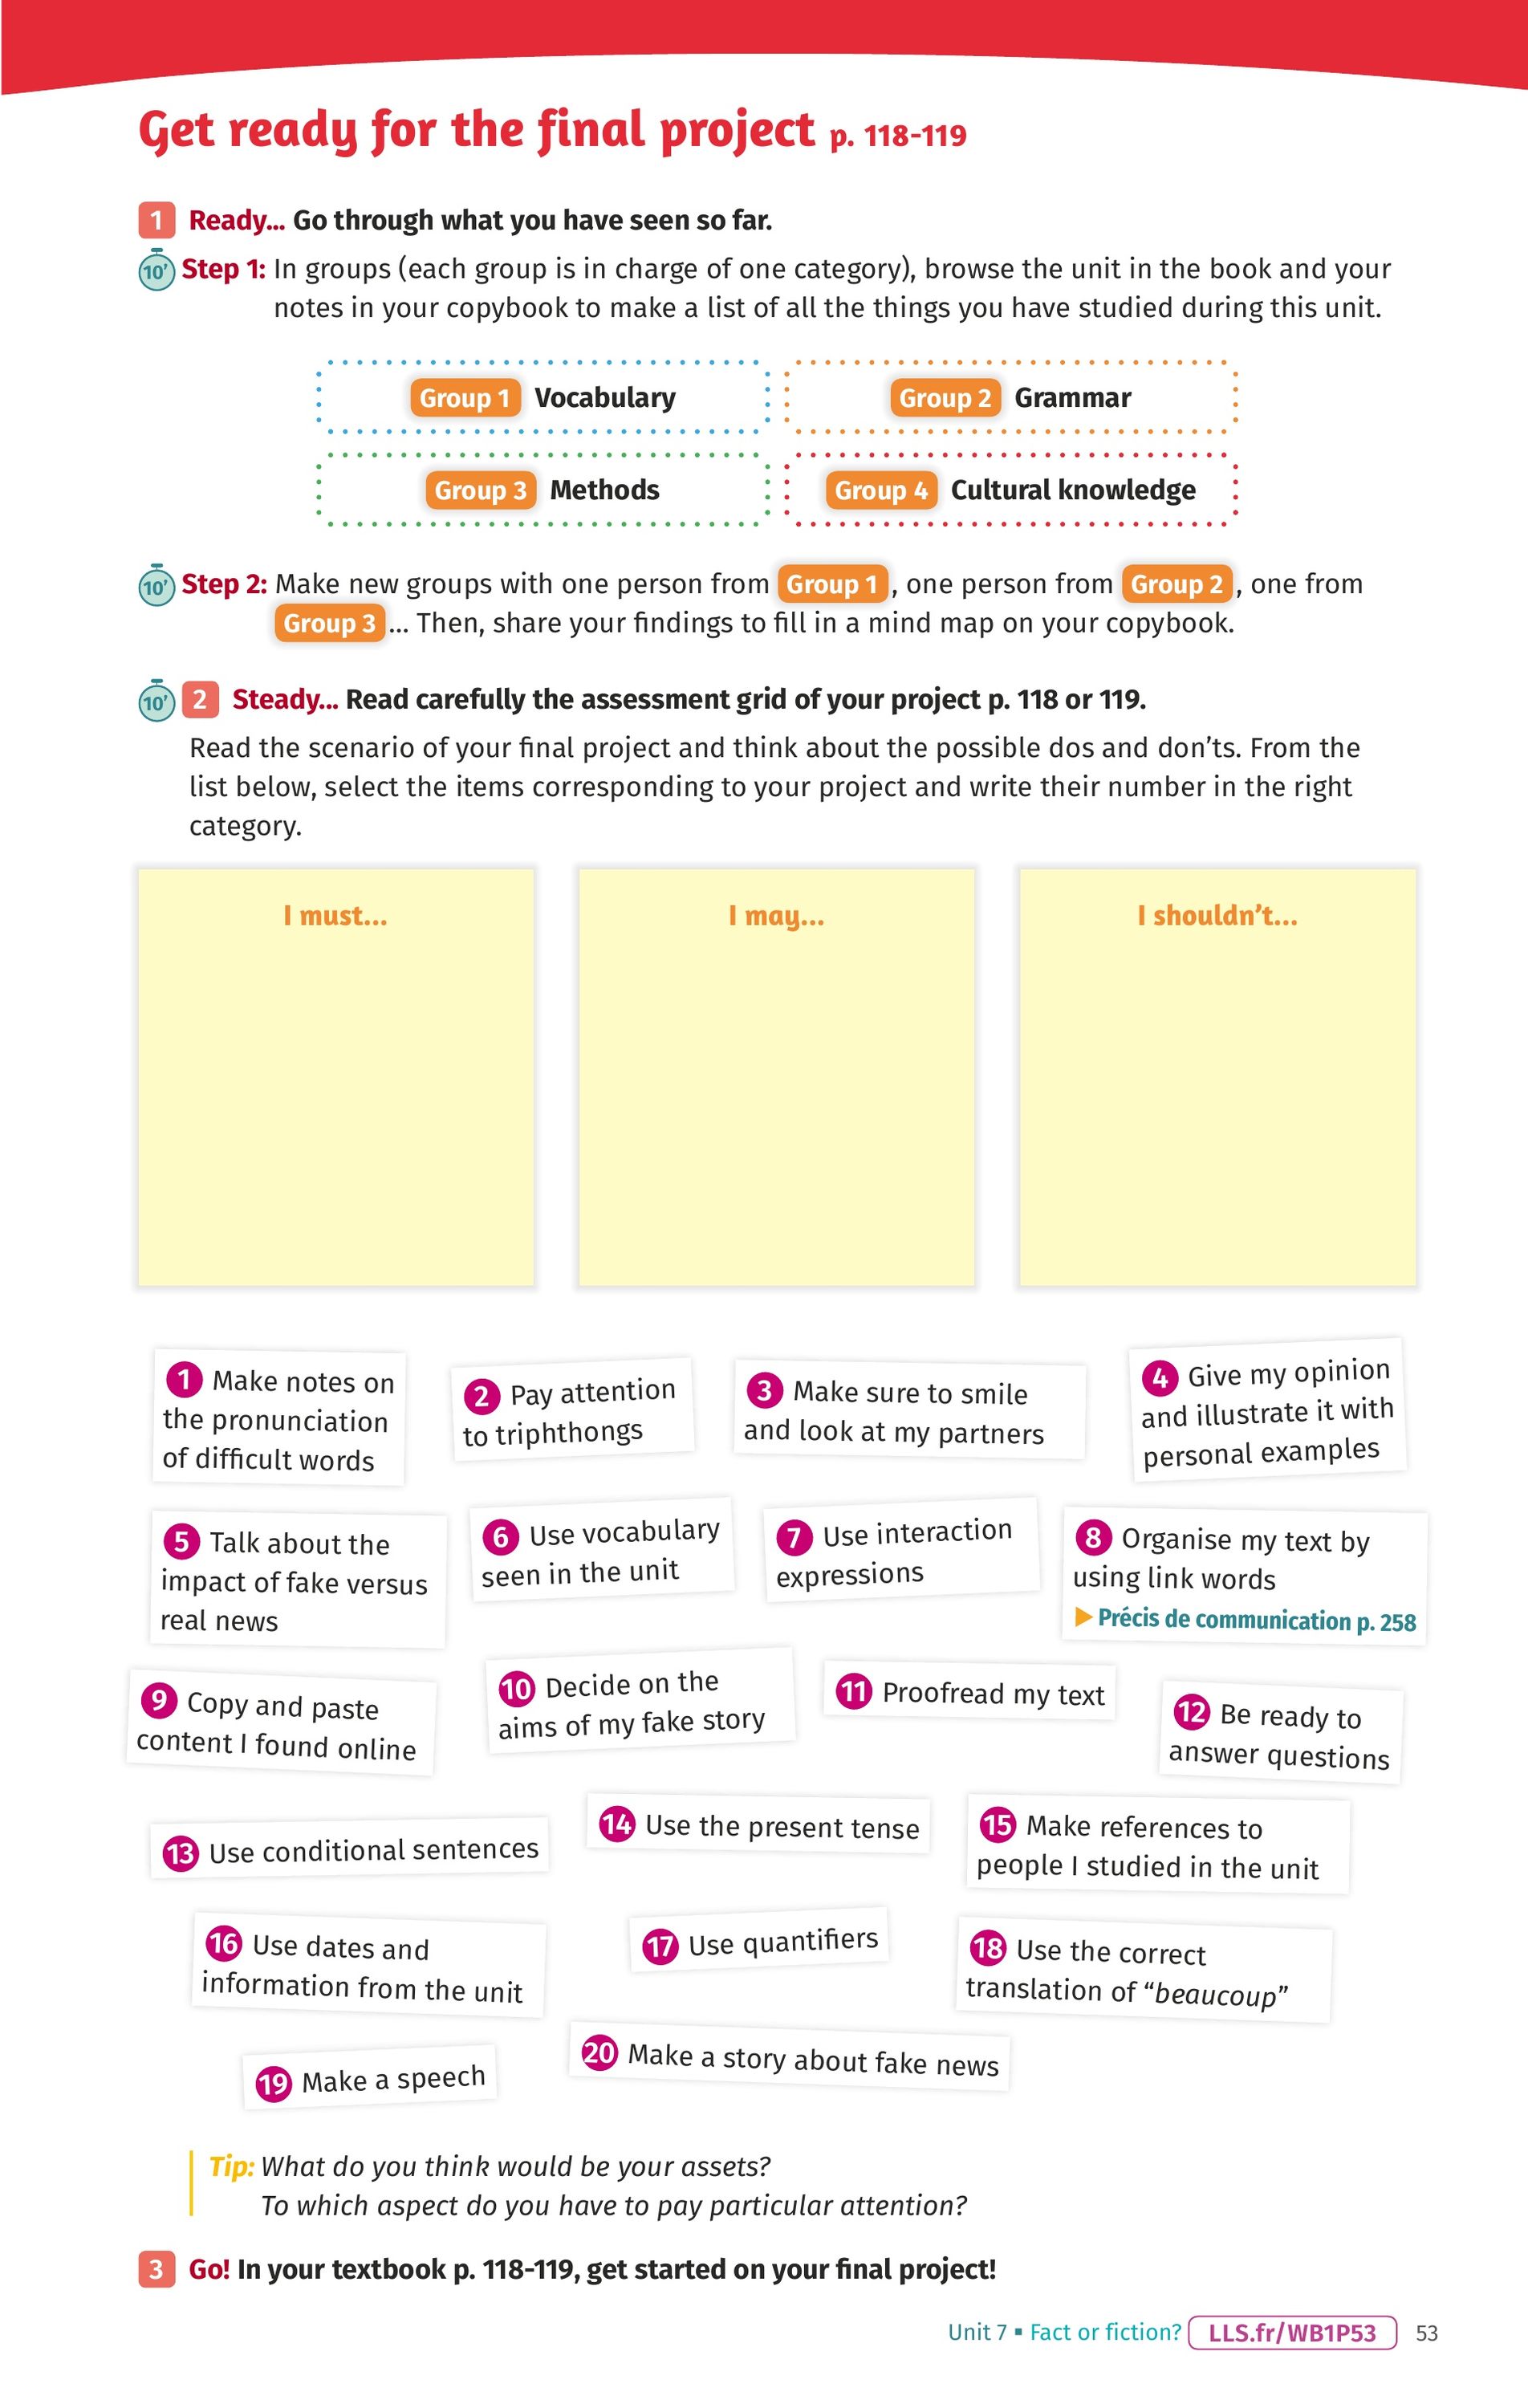 Get ready for the final project p. 118-119
1 Ready... Go through what you have seen so far.
10' Step 1: In groups (each group is in charge of one category), browse the unit in the book and your
notes in your copybook to make a list of all the things you have studied during this unit.
Group 1 Vocabulary
Group 2 Grammar
Group 3 Methods
Group 4 Cultural knowledge
10' Step 2: Make new groups with one person from Group 1, one person from Group 2, one from
Group 3... Then, share your findings to fill in a mind map on your copybook.
10' 2 Steady... Read carefully the assessment grid of your project p. 118 or 119.
Read the scenario of your final project and think about the possible dos and don'ts. From the
list below, select the items corresponding to your project and write their number in the right
category.
I must...
I may...
I shouldn't...
1 Make notes on
the pronunciation
of difficult words
2 Pay attention
to triphthongs
3 Make sure to smile
and look at my partners
4 Give my opinion
and illustrate it with
personal examples
5 Talk about the
impact of fake versus
real news
6 Use vocabulary
seen in the unit
7 Use interaction
expressions
8 Organise my text by
using link words
▶ Précis de communication p. 258
9 Copy and paste
content I found online
10 Decide on the
aims of my fake story
11 Proofread my text
12 Be ready to
answer questions
13 Use conditional sentences
14 Use the present tense
15 Make references to
people I studied in the unit
16 Use dates and
information from the unit
17 Use quantifiers
18 Use the correct
translation of "beaucoup"
19 Make a speech
20 Make a story about fake news
Tip: What do you think would be your assets?
To which aspect do you have to pay particular attention?
3 Go! In your textbook p. 118-119, get started on your final project!
Unit 7 ▪ Fact or fiction? LLS.fr/WB1P53 53